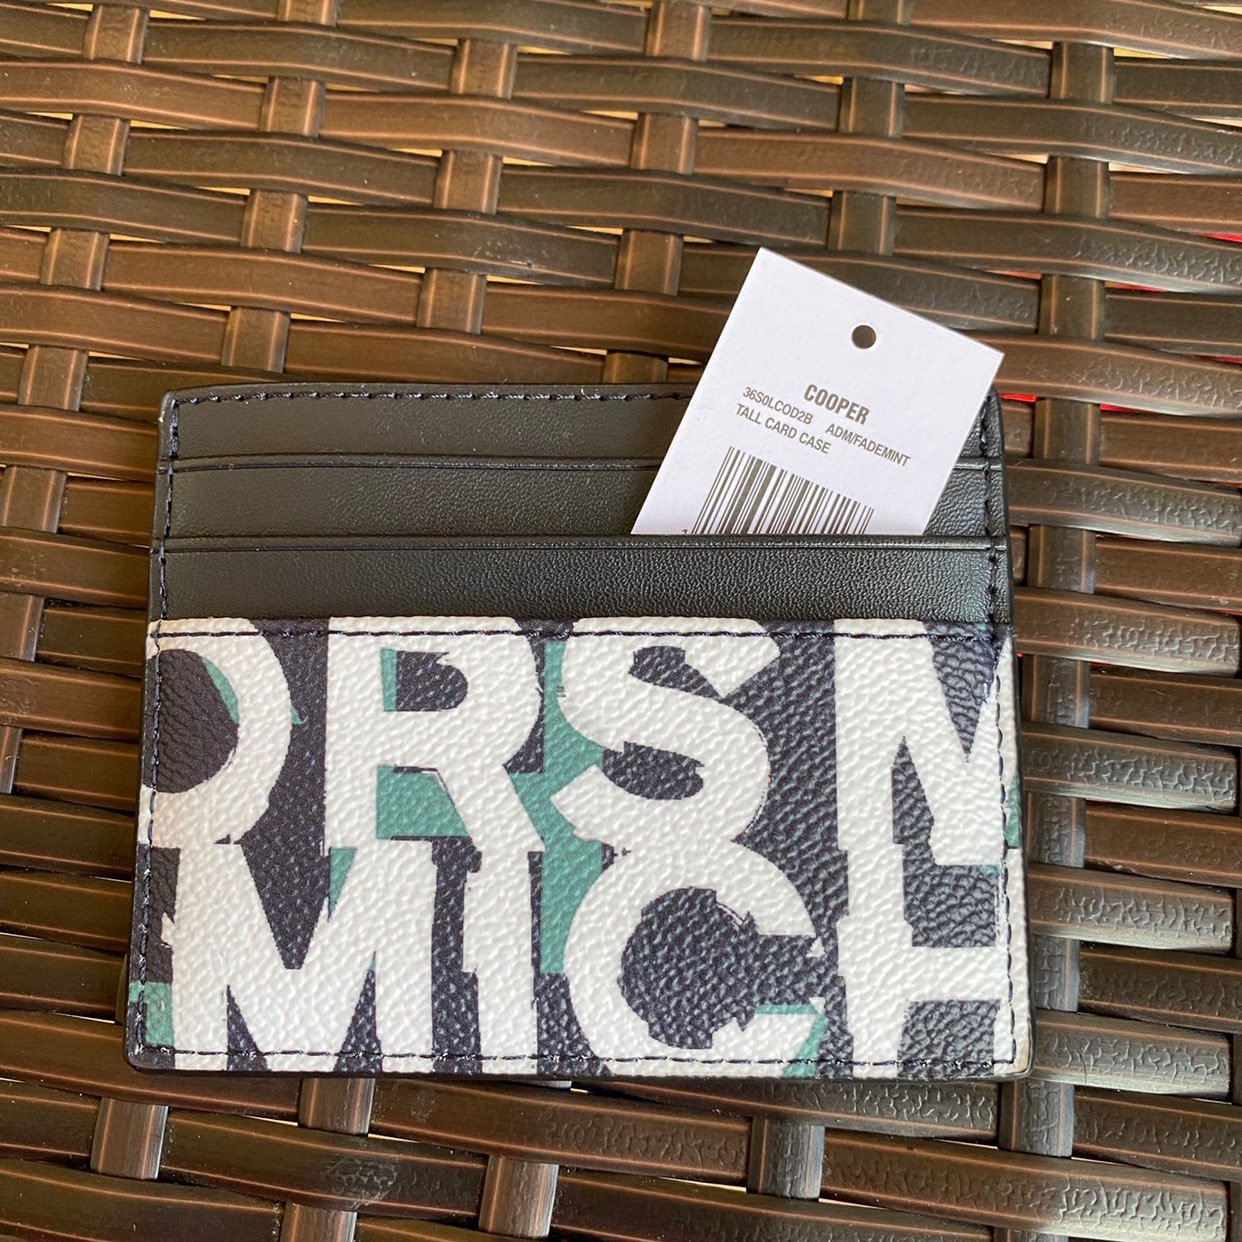 COOPER
36S0LCOD2B ADM/FADEMINT
TALL CARD CASE
ORSM
MICH